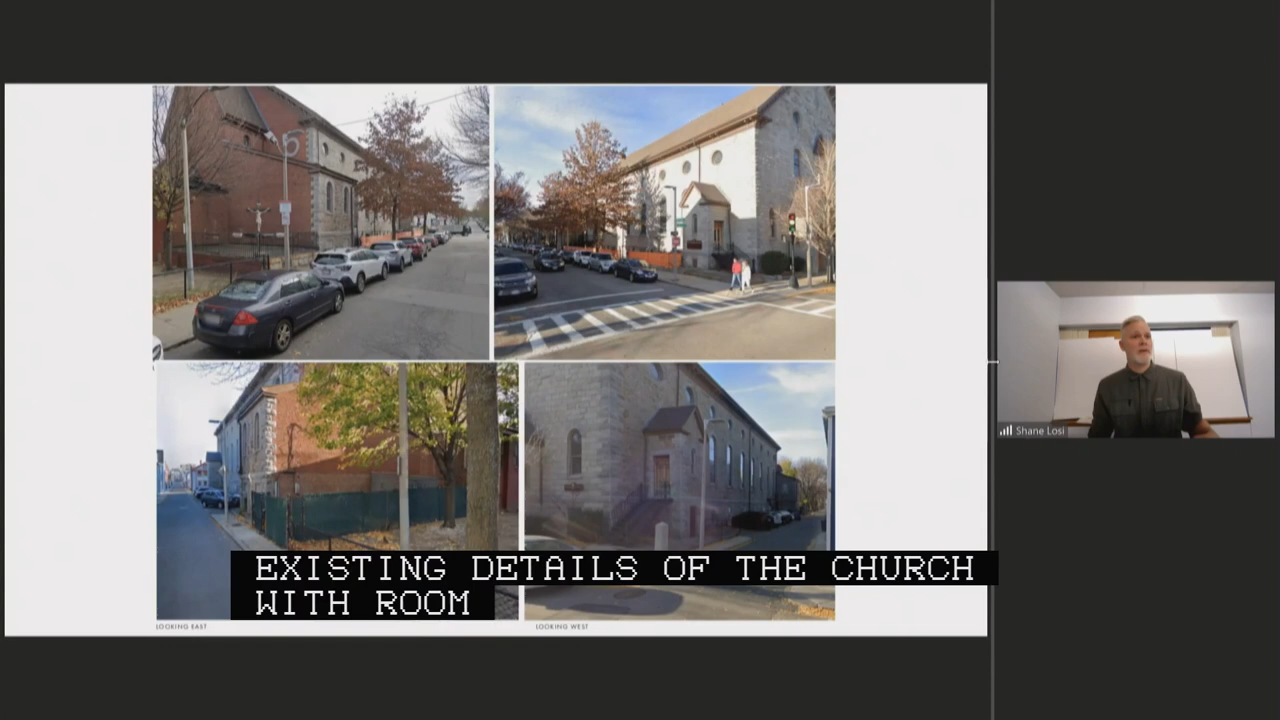 EXISTING DETAILS OF THE CHURCH
WITH ROOM
LOOKING EAST
LOOKING WEST
Shane Losi